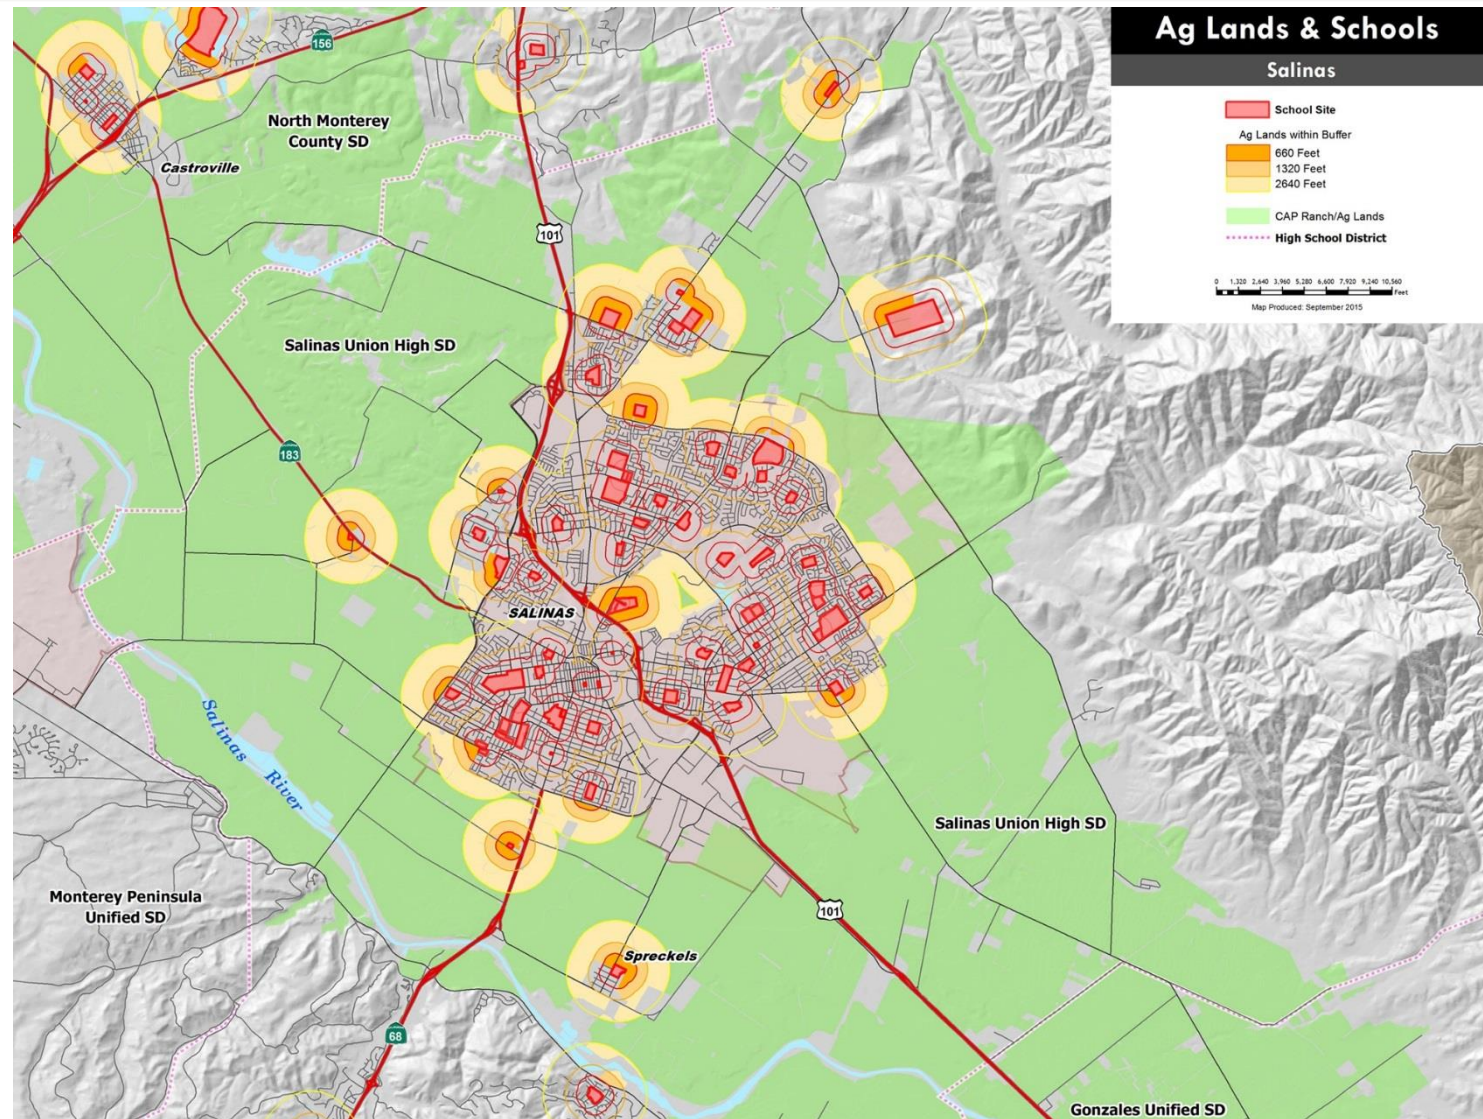 Ag Lands & Schools
Salinas
School Site
Ag Lands within Buffer
660 Feet
1320 Feet
2640 Feet
CAP Ranch/Ag Lands
High School District
0 1,320 2,640 3,960 5,280 6,600 7,920 9,240 10,560
Feet
Map Produced: September 2015
156
North Monterey
County SD
Castroville
101
Salinas Union High SD
183
SALINAS
Salinas River
Salinas Union High SD
Monterey Peninsula
Unified SD
101
Spreckels
68
Gonzales Unified SD